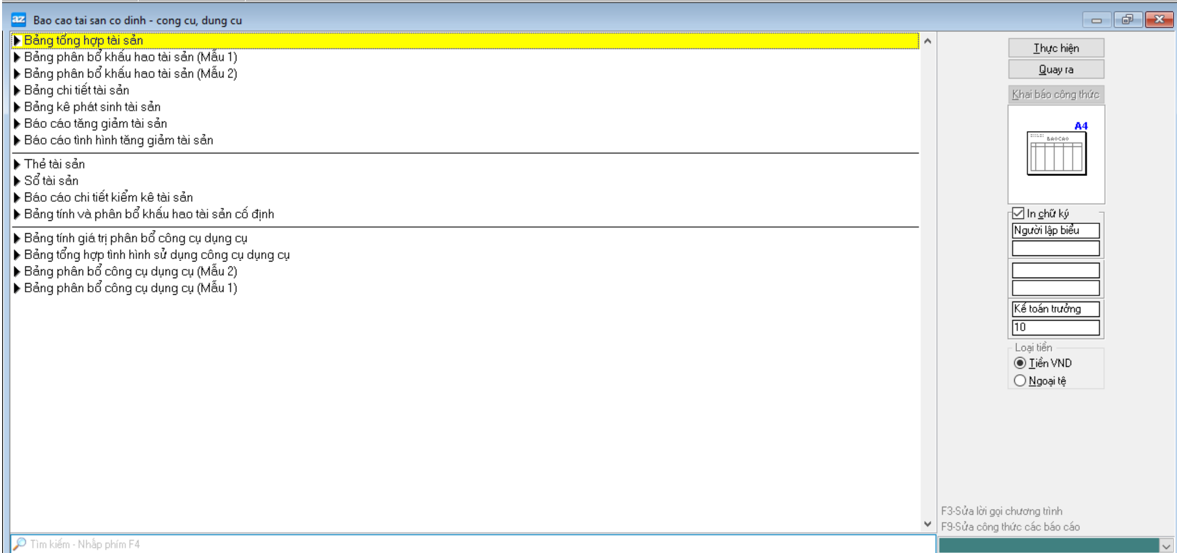 az Bao cao tai san co dinh - cong cu, dung cu
Bảng tổng hợp tài sản
Bảng phân bổ khấu hao tài sản (Mẫu 1)
Bảng phân bổ khấu hao tài sản (Mẫu 2)
Bảng chi tiết tài sản
Bảng kê phát sinh tài sản
Báo cáo tăng giảm tài sản
Báo cáo tình hình tăng giảm tài sản
Thẻ tài sản
Sổ tài sản
Báo cáo chi tiết kiểm kê tài sản
Bảng tính và phân bổ khấu hao tài sản cố định
Bảng tính giá trị phân bổ công cụ dụng cụ
Bảng tổng hợp tình hình sử dụng công cụ dụng cụ
Bảng phân bổ công cụ dụng cụ (Mẫu 2)
Bảng phân bổ công cụ dụng cụ (Mẫu 1)
Tìm kiếm - Nhập phím F4
Thực hiện
Quay ra
Khai báo công thức
A4
BAOCAO
In chữ ký
Người lập biểu
Kế toán trưởng
10
Loại tiền
Tiền VND
Ngoại tệ
F3-Sửa lời gọi chương trình
F9-Sửa công thức các báo cáo